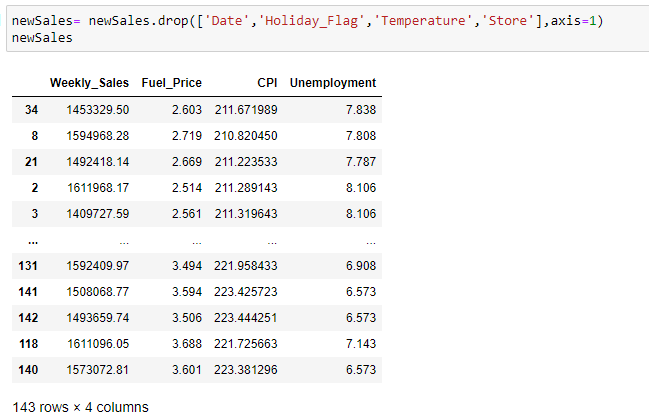 newSales= newSales.drop(['Date','Holiday_Flag','Temperature','Store'],axis=1)
newSales
Weekly_Sales Fuel_Price CPI Unemployment
34 1453329.50 2.603 211.671989 7.838
8 1594968.28 2.719 210.820450 7.808
21 1492418.14 2.669 211.223533 7.787
2 1611968.17 2.514 211.289143 8.106
3 1409727.59 2.561 211.319643 8.106
... ... ... ... ...
131 1592409.97 3.494 221.958433 6.908
141 1508068.77 3.594 223.425723 6.573
142 1493659.74 3.506 223.444251 6.573
118 1611096.05 3.688 221.725663 7.143
140 1573072.81 3.601 223.381296 6.573
143 rows × 4 columns